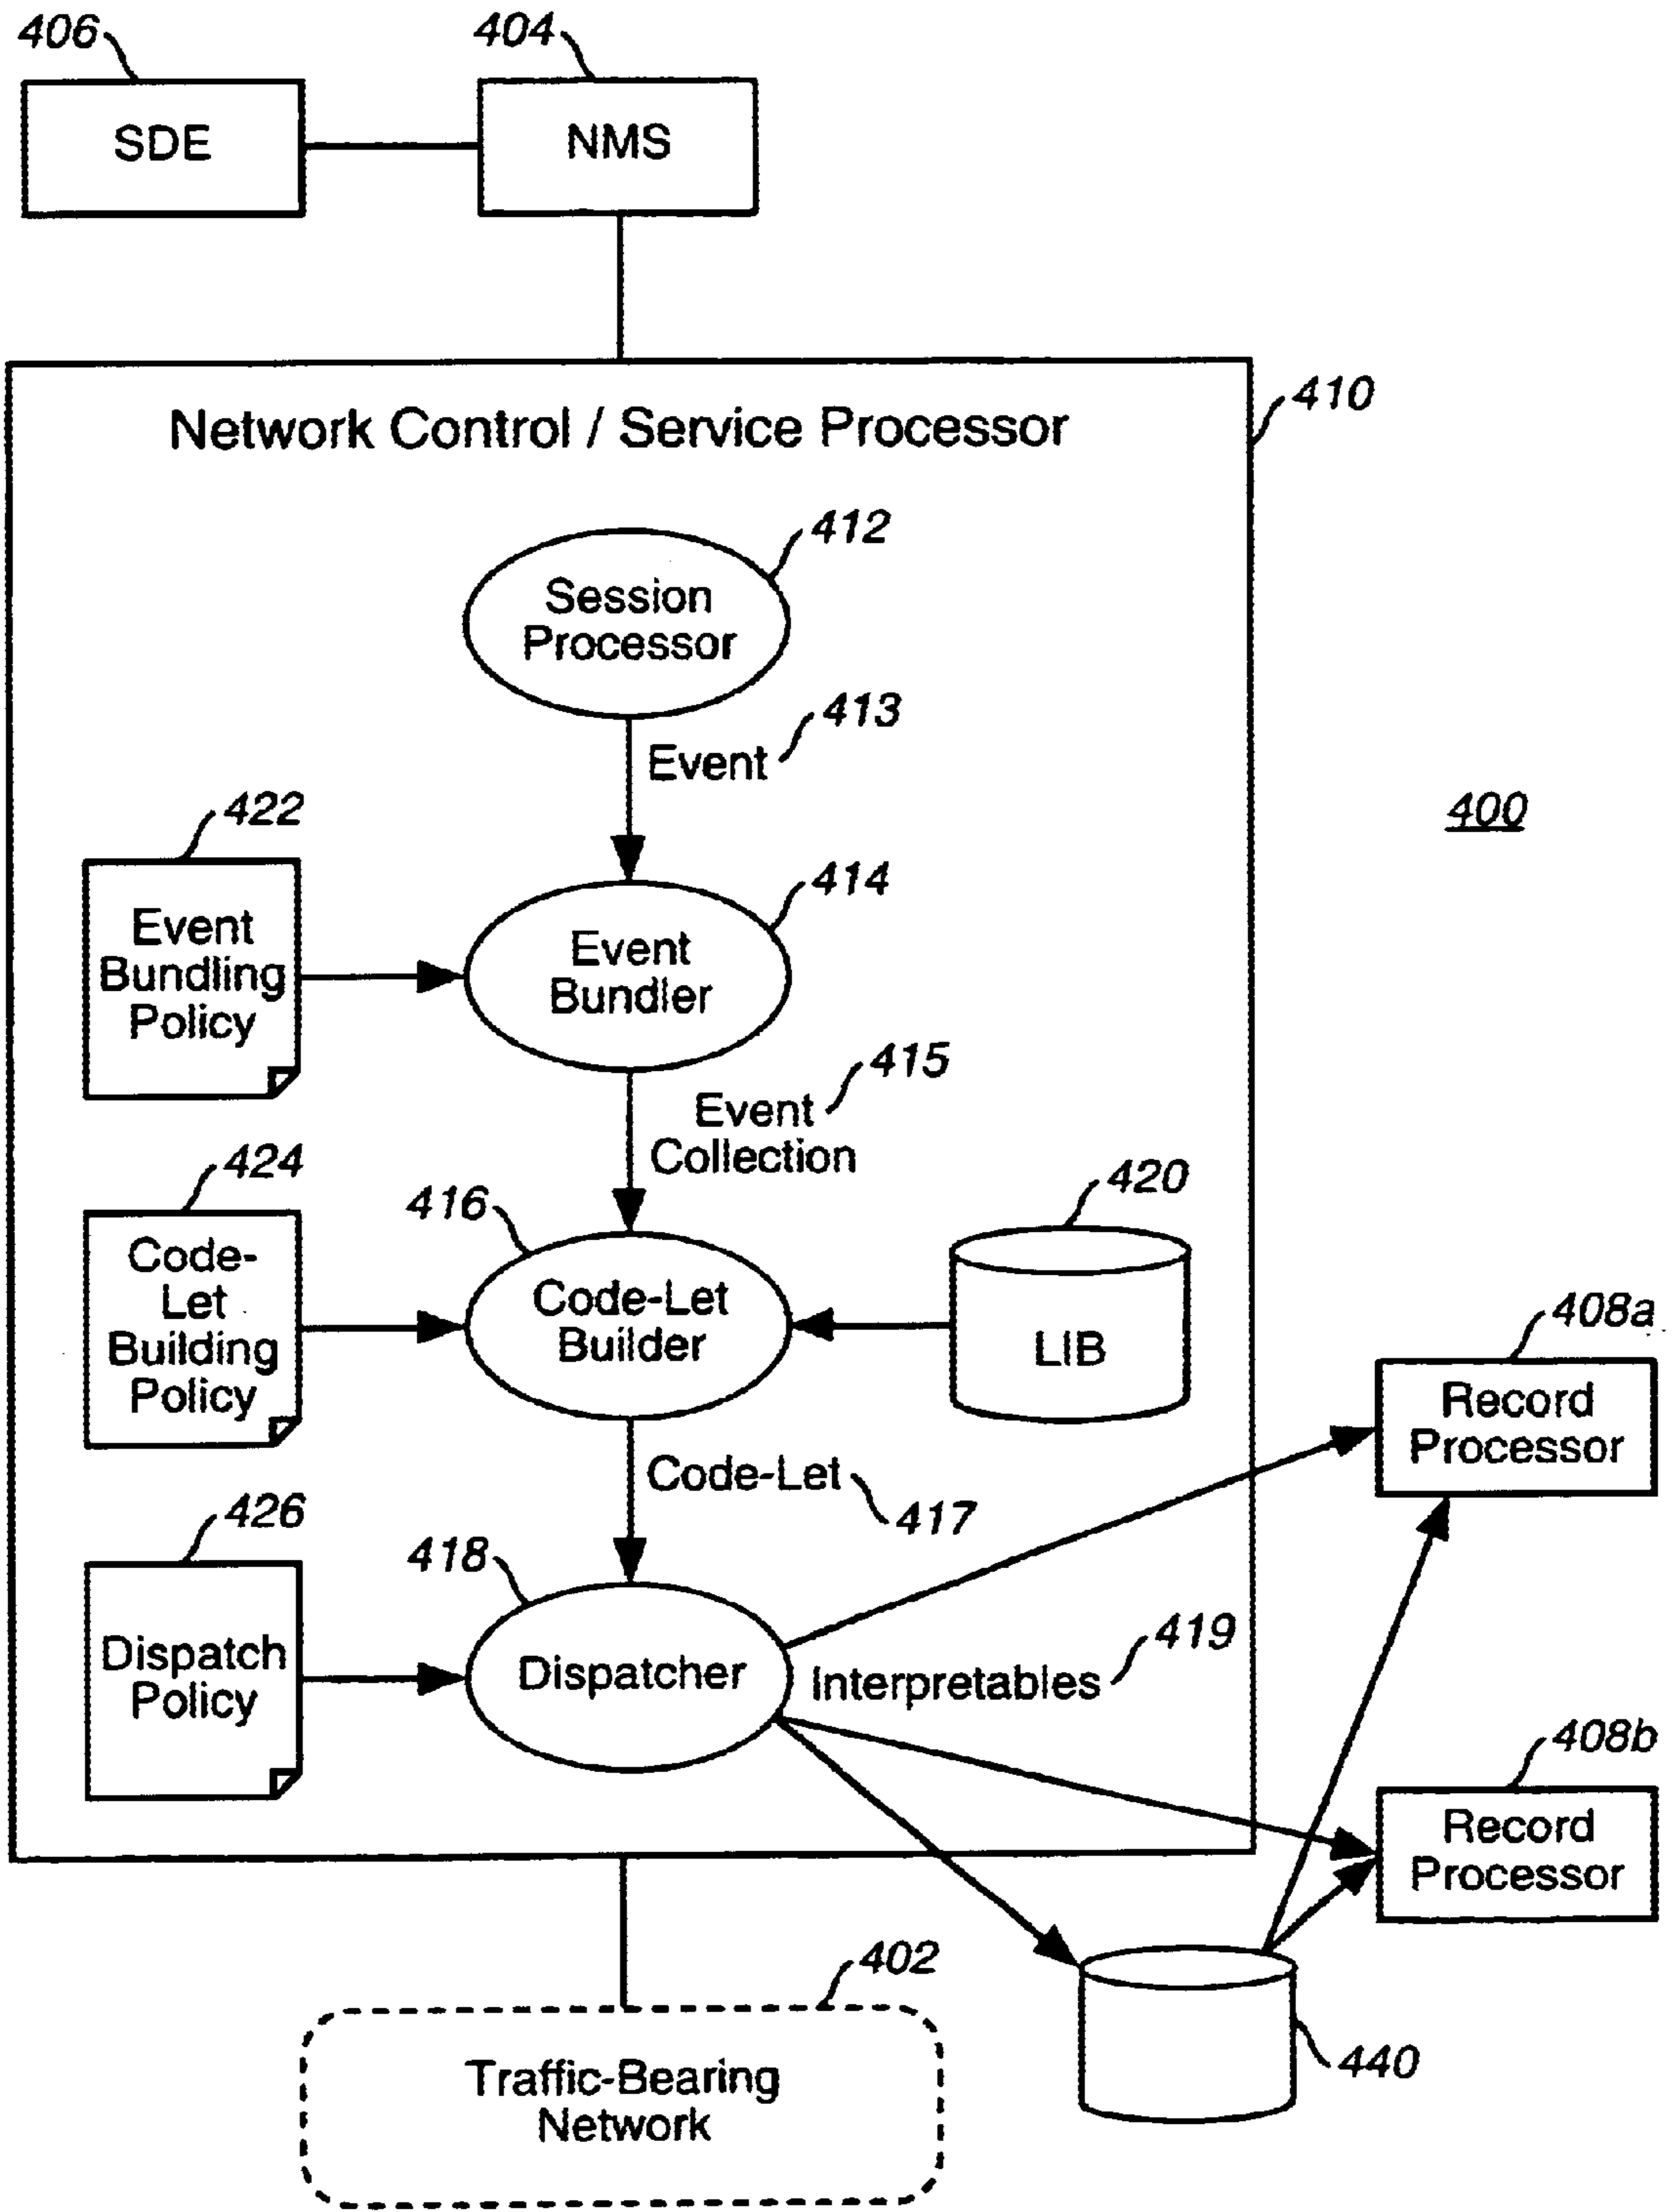 406
404
SDE
NMS
410
Network Control / Service Processor
412
Session
Processor
413
Event
400
422
414
Event
Bundling
Policy
Event
Bundler
415
Event
Collection
424
416
420
Code-
Let
Building
Policy
Code-Let
Builder
LIB
408a
Record
Processor
Code-Let
417
426
418
419
Dispatch
Policy
Dispatcher
Interpretables
408b
Record
Processor
402
Traffic-Bearing
Network
440